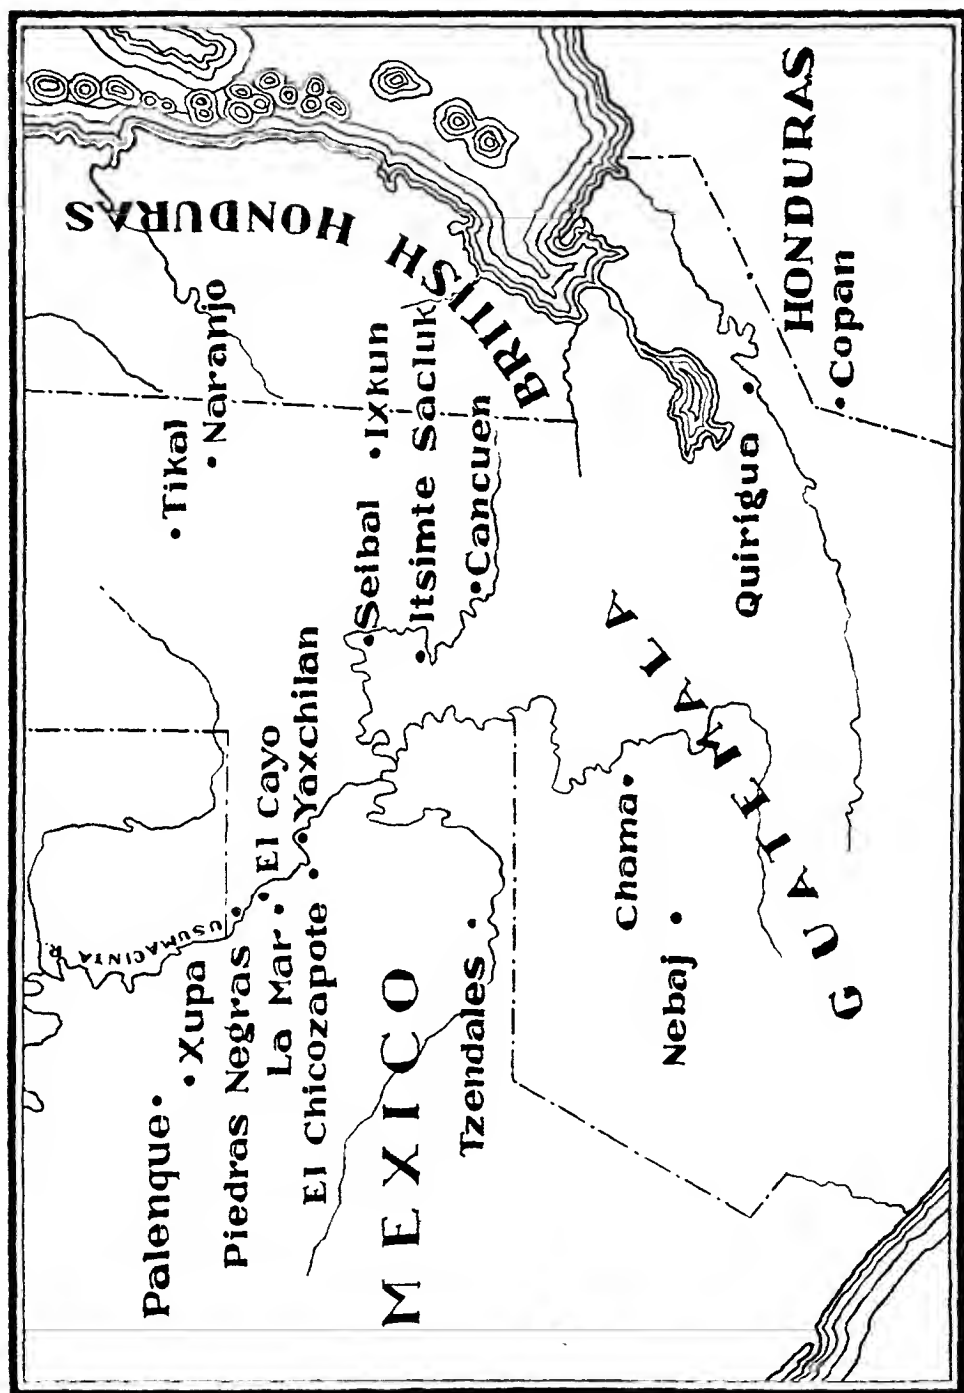 BRITISH HONDURAS
HONDURAS
Copan
Tikal
Naranjo
Ixkun
Seibal
Itsimte Sacluk
Cancuen
Quirigua
USUMACINTA R.
Palenque
Xupa
Piedras Negras
El Cayo
La Mar
Yaxchilan
El Chicozapote
MEXICO
Tzendales
Chama
Nebaj
GUATEMALA